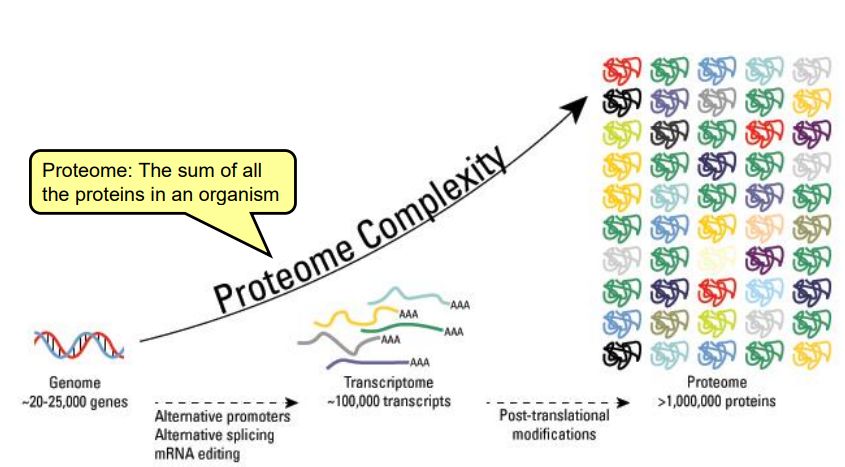 Proteome: The sum of all
the proteins in an organism
Proteome Complexity
AAA
AAA
AAA
AAA
AAA
Genome
~20-25,000 genes
Alternative promoters
Alternative splicing
mRNA editing
Transcriptome
~100,000 transcripts
Post-translational
modifications
Proteome
>1,000,000 proteins